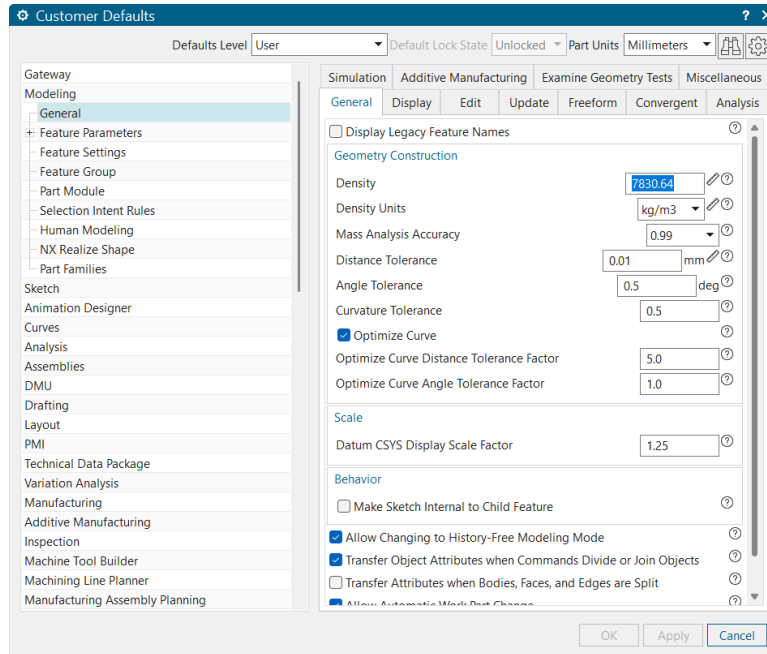 Customer Defaults
Defaults Level User Default Lock State Unlocked Part Units Millimeters
Gateway
Modeling
General
Feature Parameters
Feature Settings
Feature Group
Part Module
Selection Intent Rules
Human Modeling
NX Realize Shape
Part Families
Sketch
Animation Designer
Curves
Analysis
Assemblies
DMU
Drafting
Layout
PMI
Technical Data Package
Variation Analysis
Manufacturing
Additive Manufacturing
Inspection
Machine Tool Builder
Machining Line Planner
Manufacturing Assembly Planning
Simulation Additive Manufacturing Examine Geometry Tests Miscellaneous
General Display Edit Update Freeform Convergent Analysis
Display Legacy Feature Names
Geometry Construction
Density 7830.64
Density Units kg/m3
Mass Analysis Accuracy 0.99
Distance Tolerance 0.01 mm
Angle Tolerance 0.5 deg
Curvature Tolerance 0.5
Optimize Curve
Optimize Curve Distance Tolerance Factor 5.0
Optimize Curve Angle Tolerance Factor 1.0
Scale
Datum CSYS Display Scale Factor 1.25
Behavior
Make Sketch Internal to Child Feature
Allow Changing to History-Free Modeling Mode
Transfer Object Attributes when Commands Divide or Join Objects
Transfer Attributes when Bodies, Faces, and Edges are Split
Allow Automatic Work Part Change
OK Apply Cancel